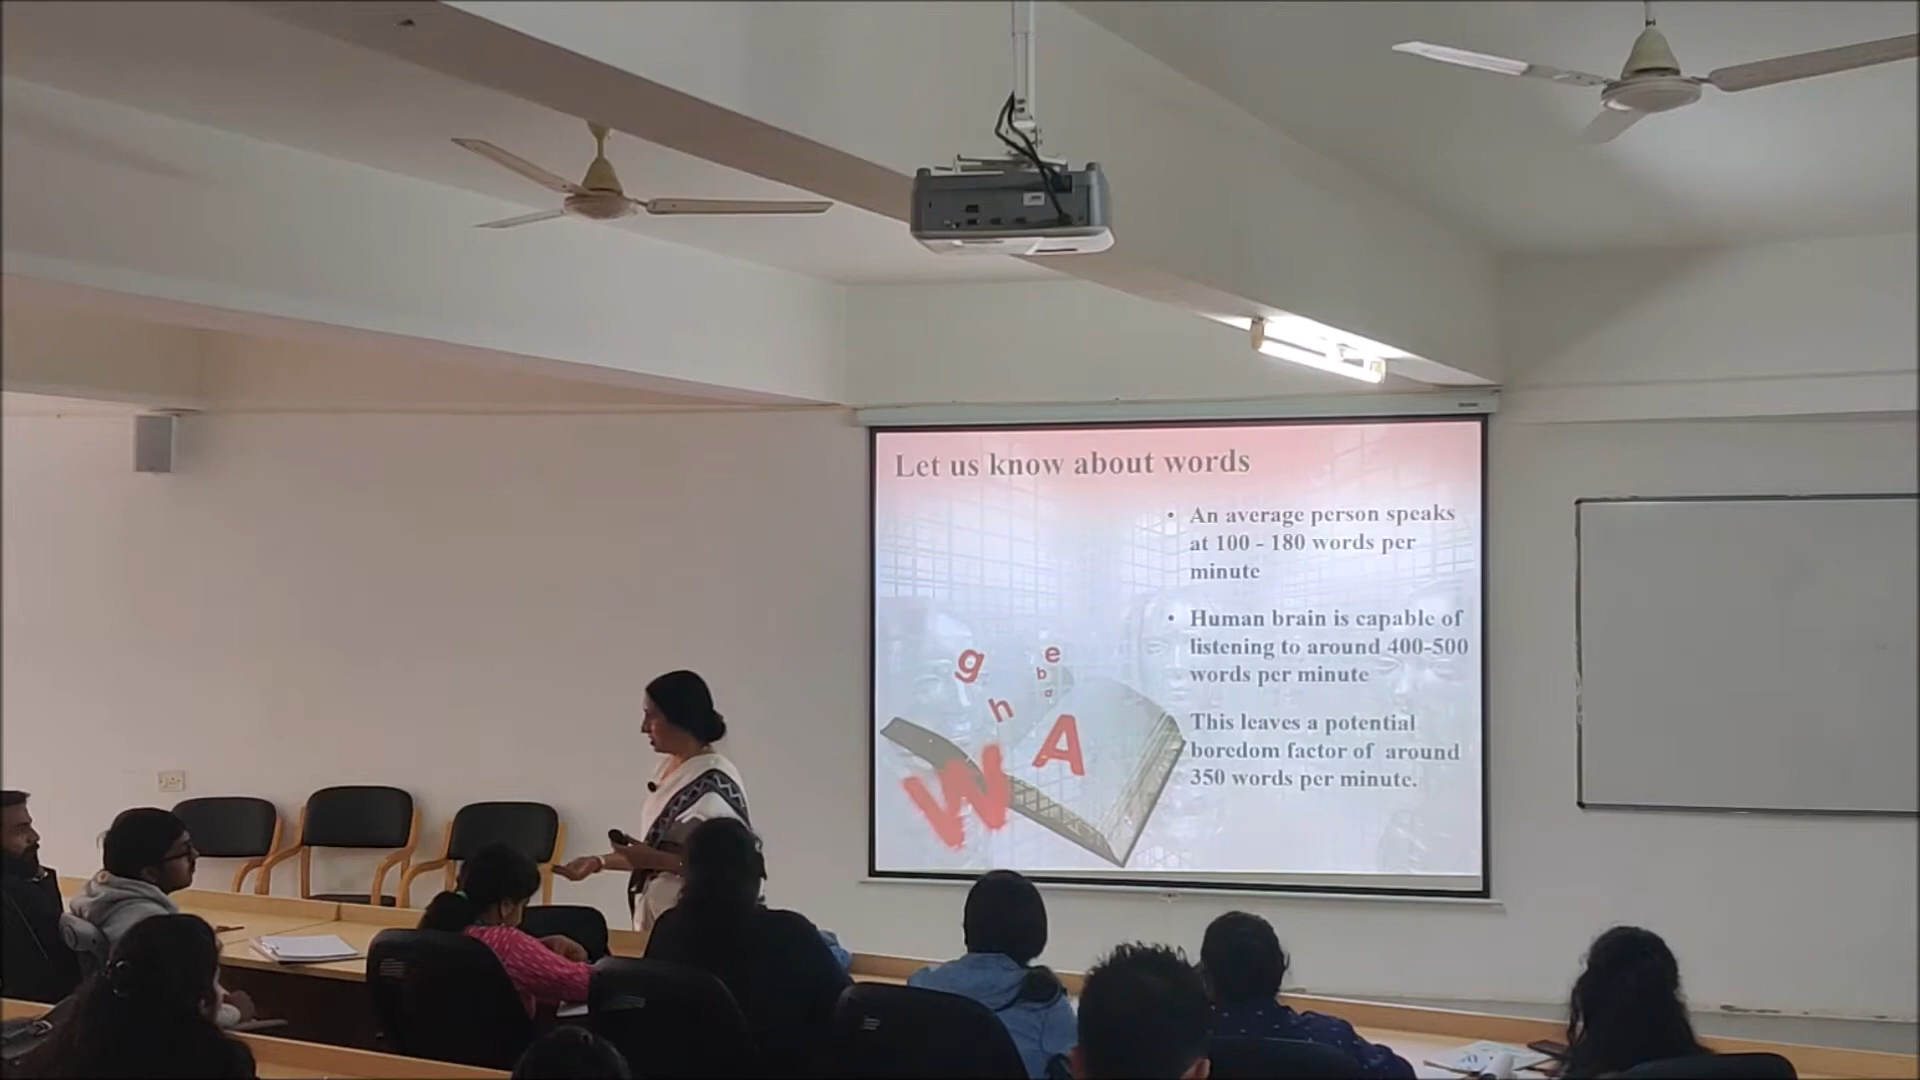 Let us know about words
• An average person speaks
at 100 - 180 words per
minute
• Human brain is capable of
listening to around 400-500
words per minute
This leaves a potential
boredom factor of around
350 words per minute.
g
e
b
d
h
A
W